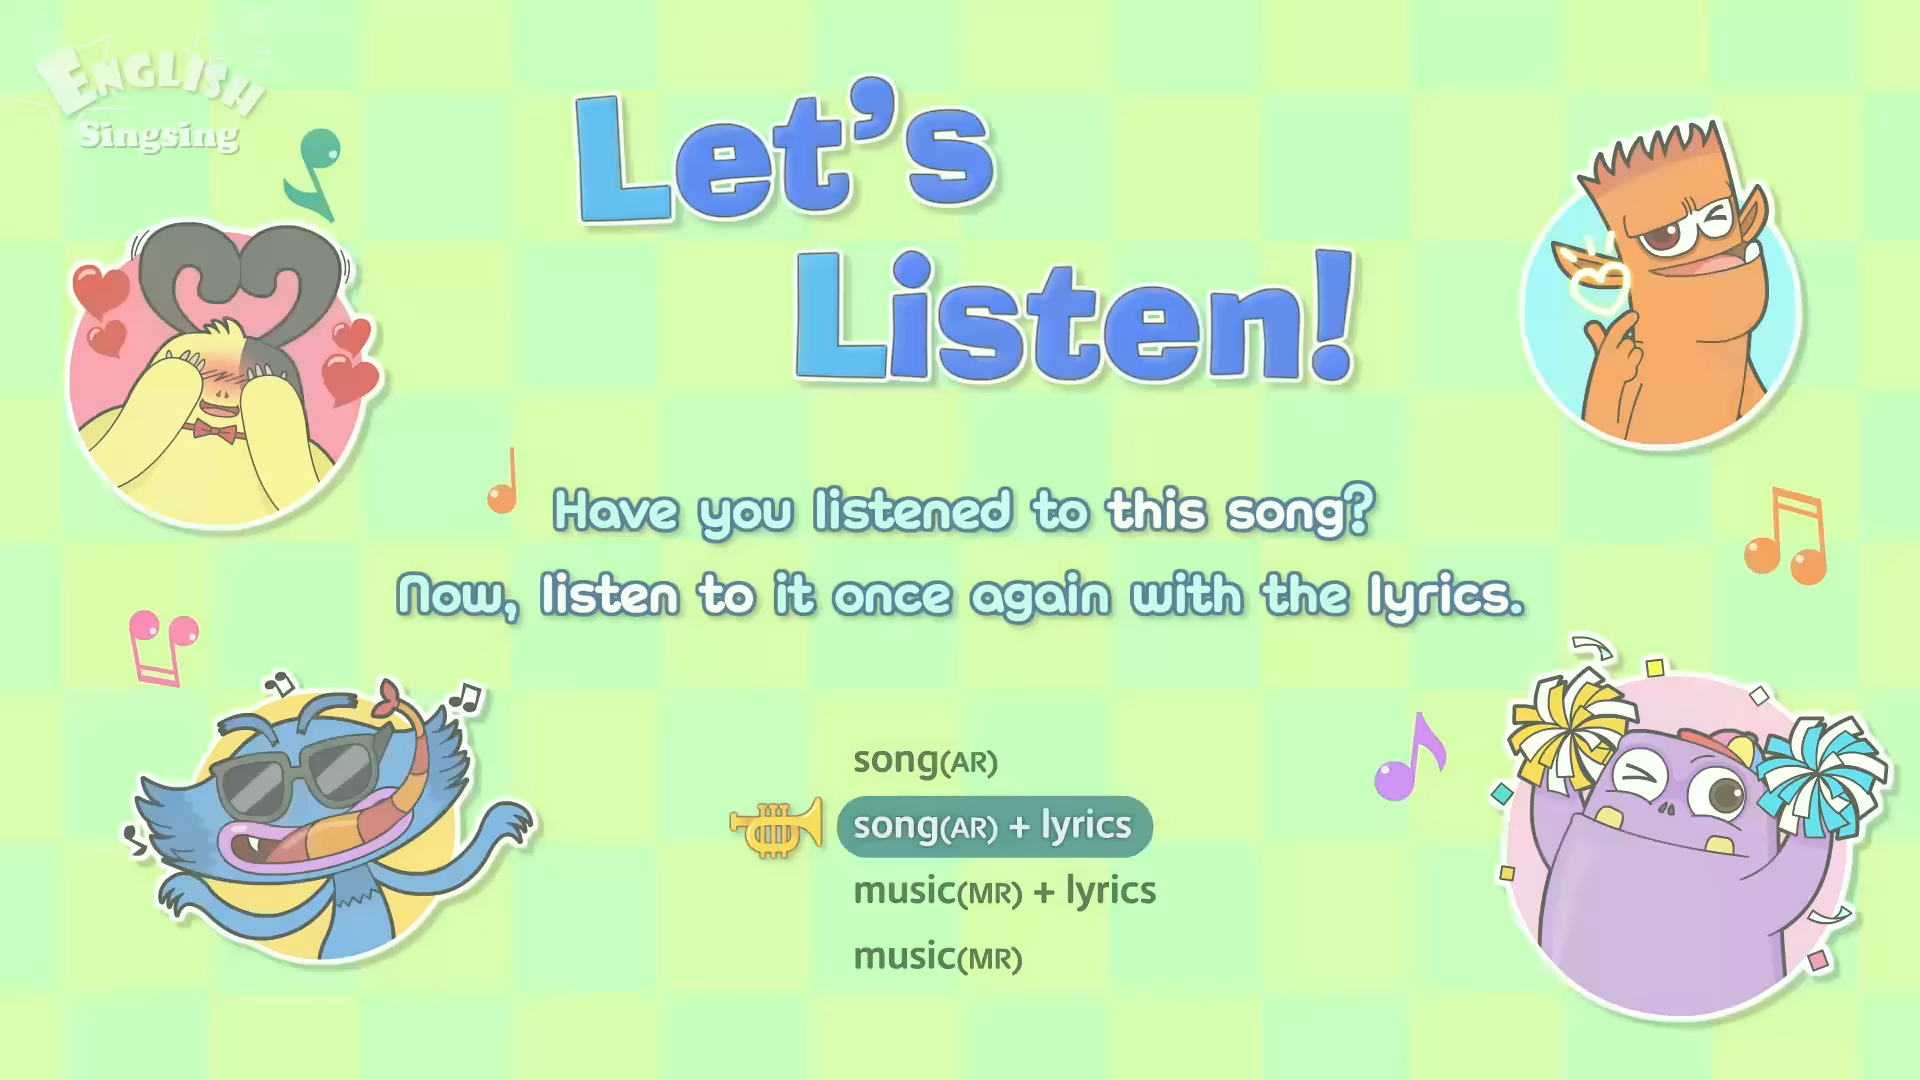 ENGLISH
Singsing
Let's
Listen!
Have you listened to this song?
Now, listen to it once again with the lyrics.
song(AR)
song(AR) + lyrics
music(MR) + lyrics
music(MR)